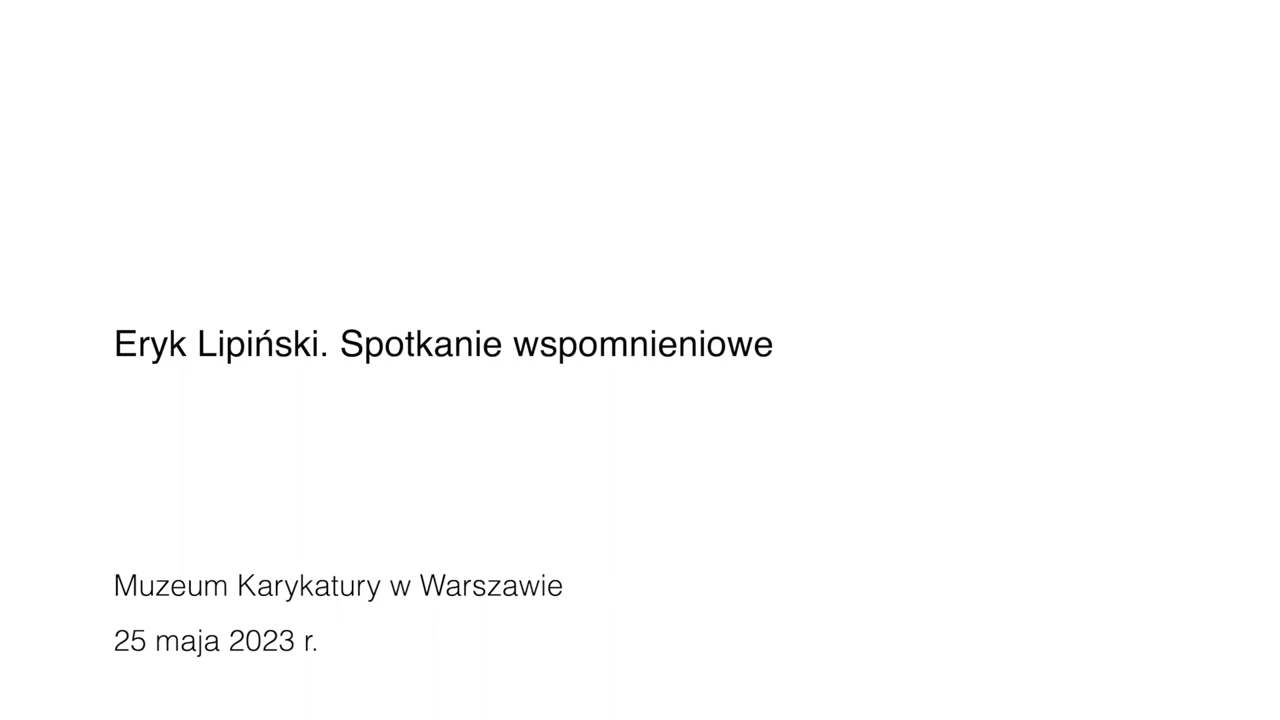 Eryk Lipiński. Spotkanie wspomnieniowe
Muzeum Karykatury w Warszawie
25 maja 2023 r.